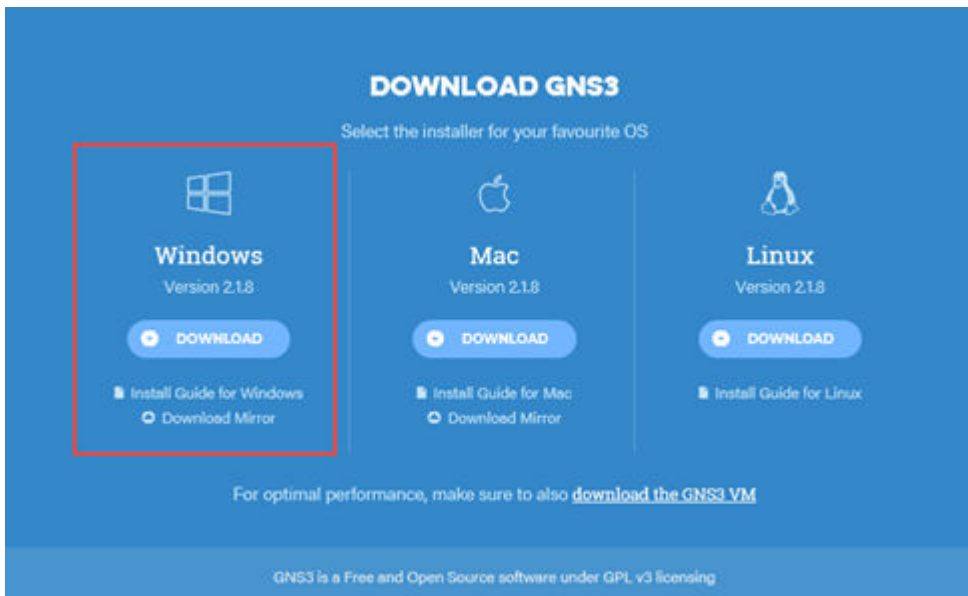 DOWNLOAD GNS3
Select the installer for your favourite OS
Windows
Version 2.1.8
DOWNLOAD
Install Guide for Windows
Download Mirror
Mac
Version 2.1.8
DOWNLOAD
Install Guide for Mac
Download Mirror
Linux
Version 2.1.8
DOWNLOAD
Install Guide for Linux
For optimal performance, make sure to also download the GNS3 VM
GNS3 is a Free and Open Source software under GPL v3 licensing